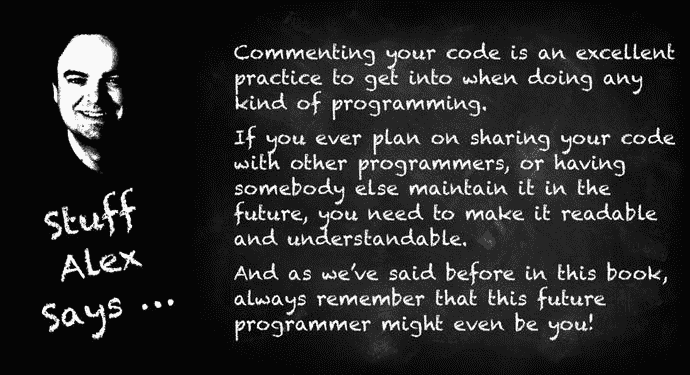 Stuff
Alex
says ...
Commenting your code is an excellent
practice to get into when doing any
kind of programming.
If you ever plan on sharing your code
with other programmers, or having
somebody else maintain it in the
future, you need to make it readable
and understandable.
And as we've said before in this book,
always remember that this future
programmer might even be you!